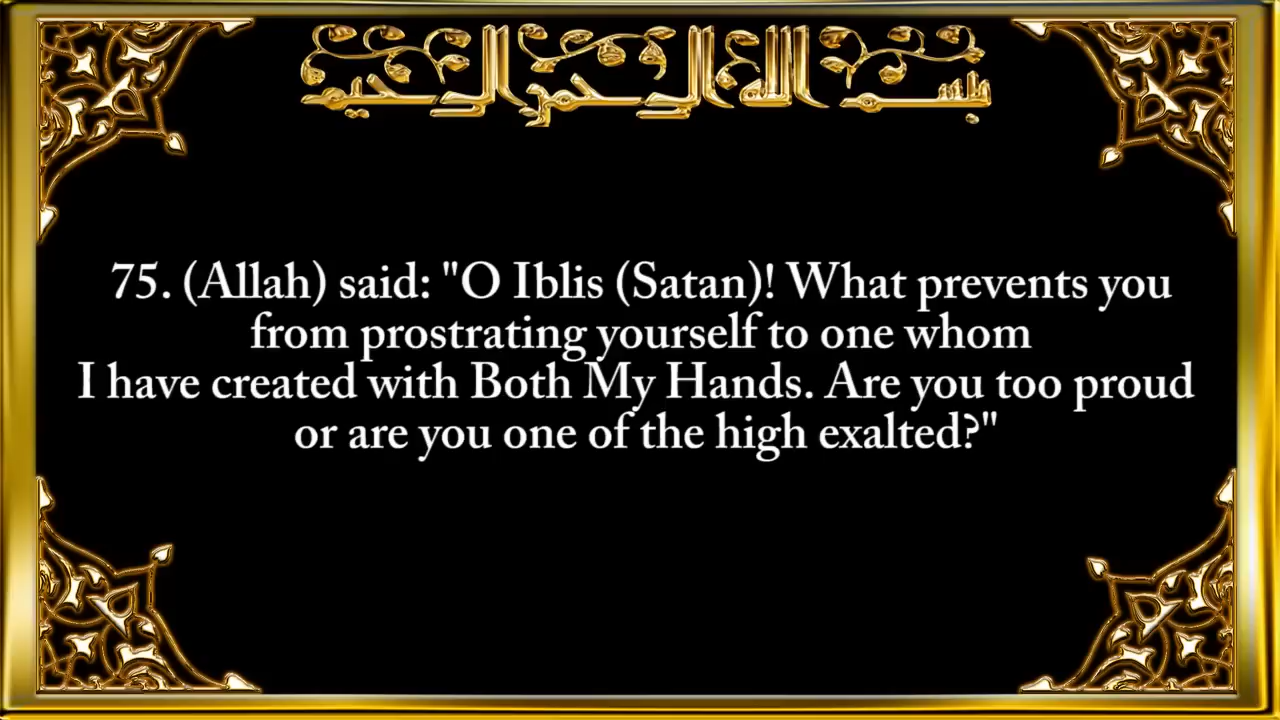 بسم الله الرحمن الرحيم
75. (Allah) said: "O Iblis (Satan)! What prevents you
from prostrating yourself to one whom
I have created with Both My Hands. Are you too proud
or are you one of the high exalted?"